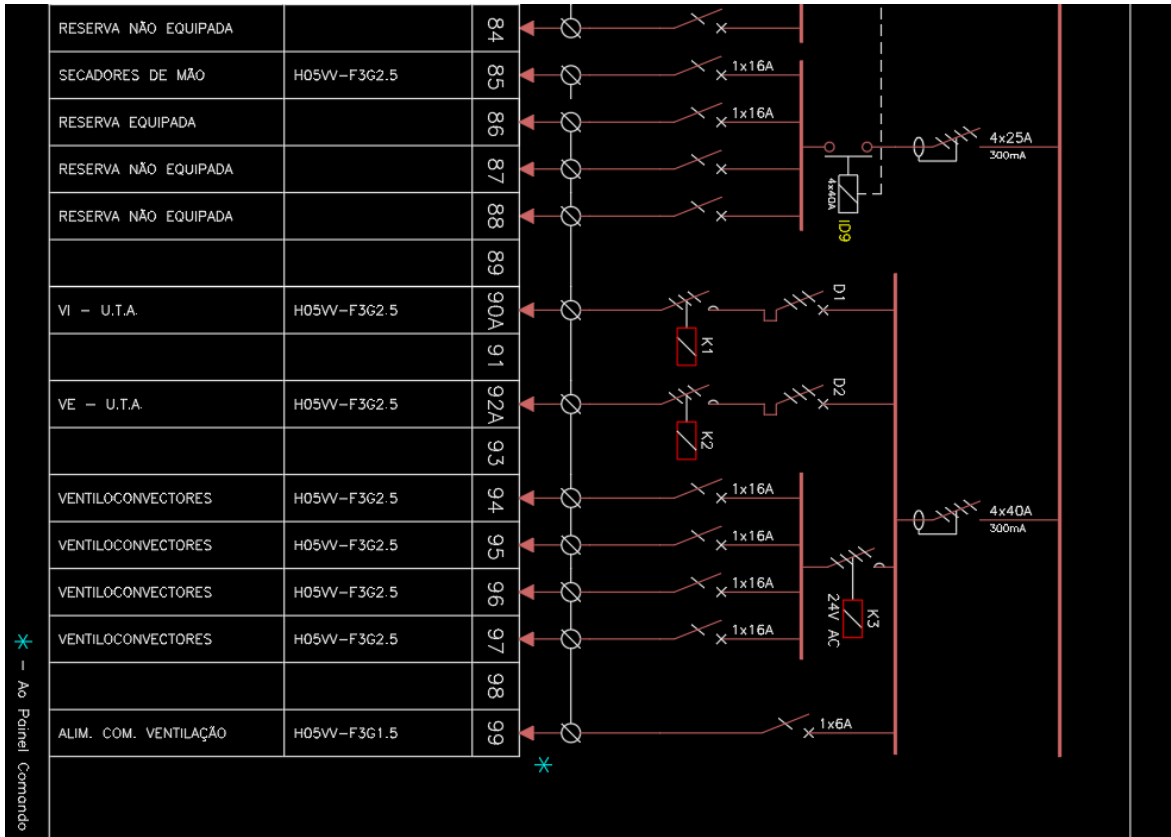 RESERVA NÃO EQUIPADA 84
SECADORES DE MÃO H05VV-F3G2.5 85 1x16A
RESERVA EQUIPADA 86 1x16A
4x25A
300mA
RESERVA NÃO EQUIPADA 87
4x40A
RESERVA NÃO EQUIPADA 88
ID9
89
VI - U.T.A. H05VV-F3G2.5 90A D1
K1
91
VE - U.T.A. H05VV-F3G2.5 92A D2
K2
93
VENTILOCONVECTORES H05VV-F3G2.5 94 1x16A
4x40A
300mA
VENTILOCONVECTORES H05VV-F3G2.5 95 1x16A
VENTILOCONVECTORES H05VV-F3G2.5 96 1x16A
K3
24V AC
VENTILOCONVECTORES H05VV-F3G2.5 97 1x16A
98
ALIM. COM. VENTILAÇÃO H05VV-F3G1.5 99 1x6A
*
* - Ao Painel Comando